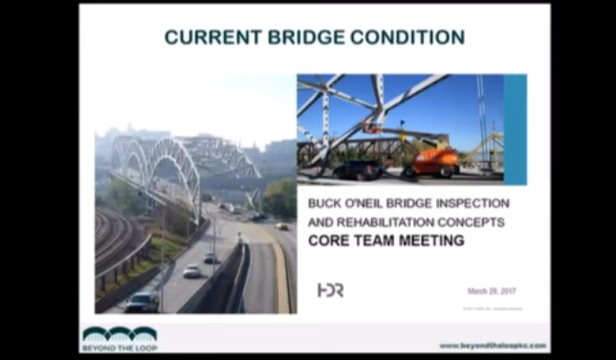 CURRENT BRIDGE CONDITION
BUCK O'NEIL BRIDGE INSPECTION
AND REHABILITATION CONCEPTS
CORE TEAM MEETING
HDR
March 29, 2017
BEYOND THE LOOP
www.beyondtheloopkc.com